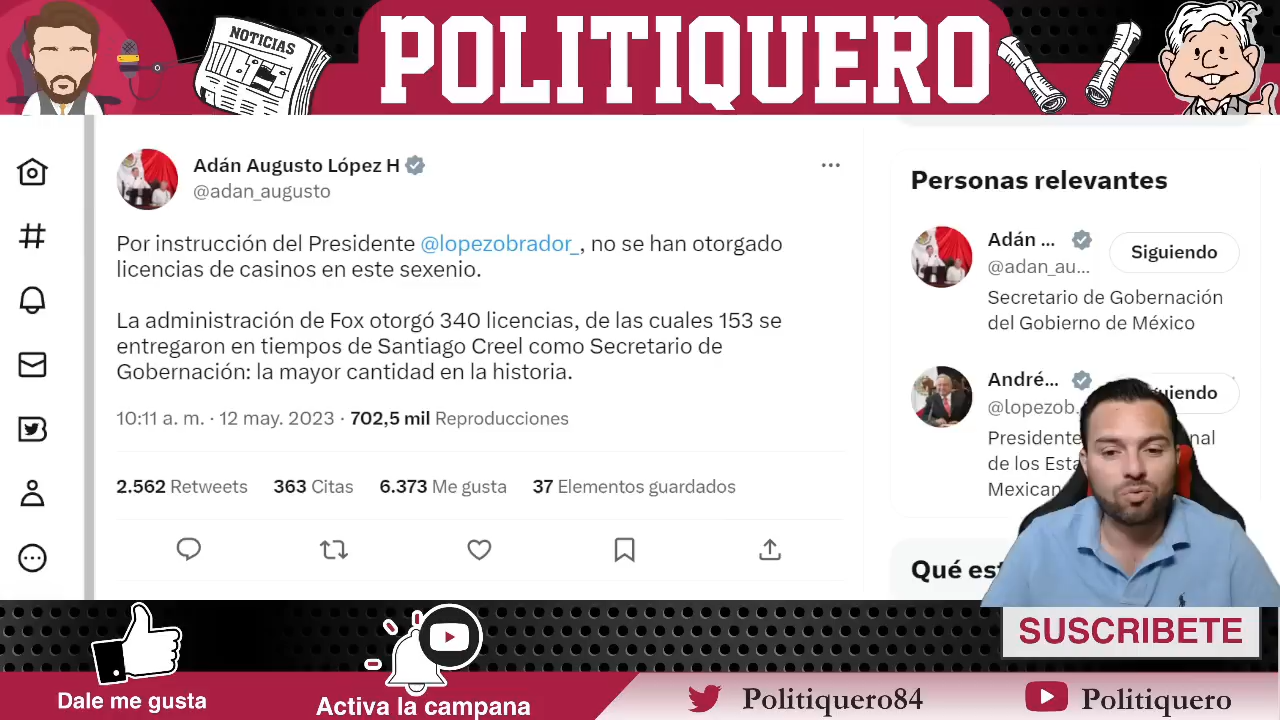 NOTICIAS
POLITIQUERO
Adán Augusto López H
@adan_augusto
Por instrucción del Presidente @lopezobrador_, no se han otorgado
licencias de casinos en este sexenio.
La administración de Fox otorgó 340 licencias, de las cuales 153 se
entregaron en tiempos de Santiago Creel como Secretario de
Gobernación: la mayor cantidad en la historia.
10:11 a. m. · 12 may. 2023 · 702,5 mil Reproducciones
2.562 Retweets 363 Citas 6.373 Me gusta 37 Elementos guardados
Personas relevantes
Adán ...
@adan_au...
Siguiendo
Secretario de Gobernación
del Gobierno de México
André...
@lopezob.
guiendo
Presidente nal
de los Esta
Mexican
Qué es
SUSCRIBETE
Dale me gusta
Activa la campana
Politiquero84
Politiquero